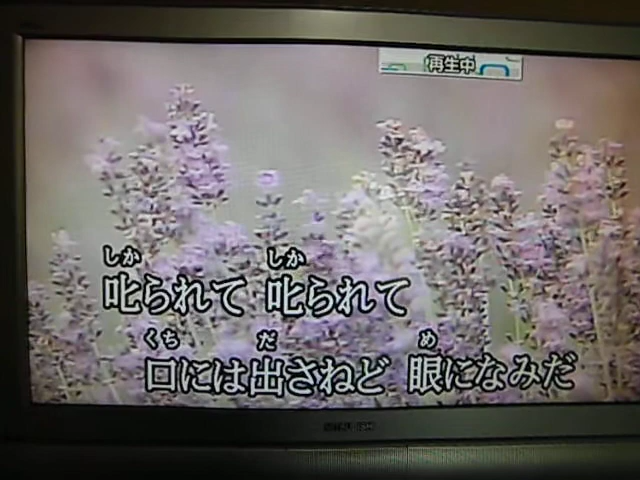 再生中
しか しか
叱られて 叱られて
くち だ め
口には出さねど 眼になみだ